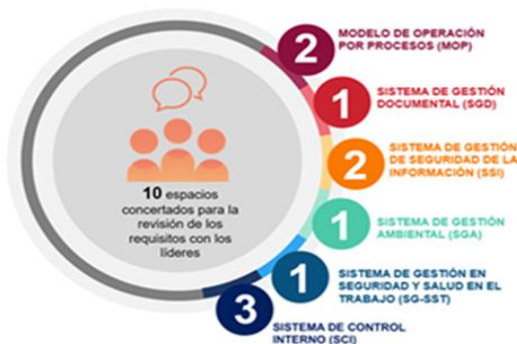 10 espacios
concertados para la
revisión de los
requisitos con los
líderes
2
MODELO DE OPERACIÓN
POR PROCESOS (MOP)
1
SISTEMA DE GESTIÓN
DOCUMENTAL (SGD)
2
SISTEMA DE GESTIÓN
DE SEGURIDAD DE LA
INFORMACIÓN (SSI)
1
SISTEMA DE GESTIÓN
AMBIENTAL (SGA)
1
SISTEMA DE GESTIÓN EN
SEGURIDAD Y SALUD EN EL
TRABAJO (SG-SST)
3
SISTEMA DE CONTROL
INTERNO (SCI)